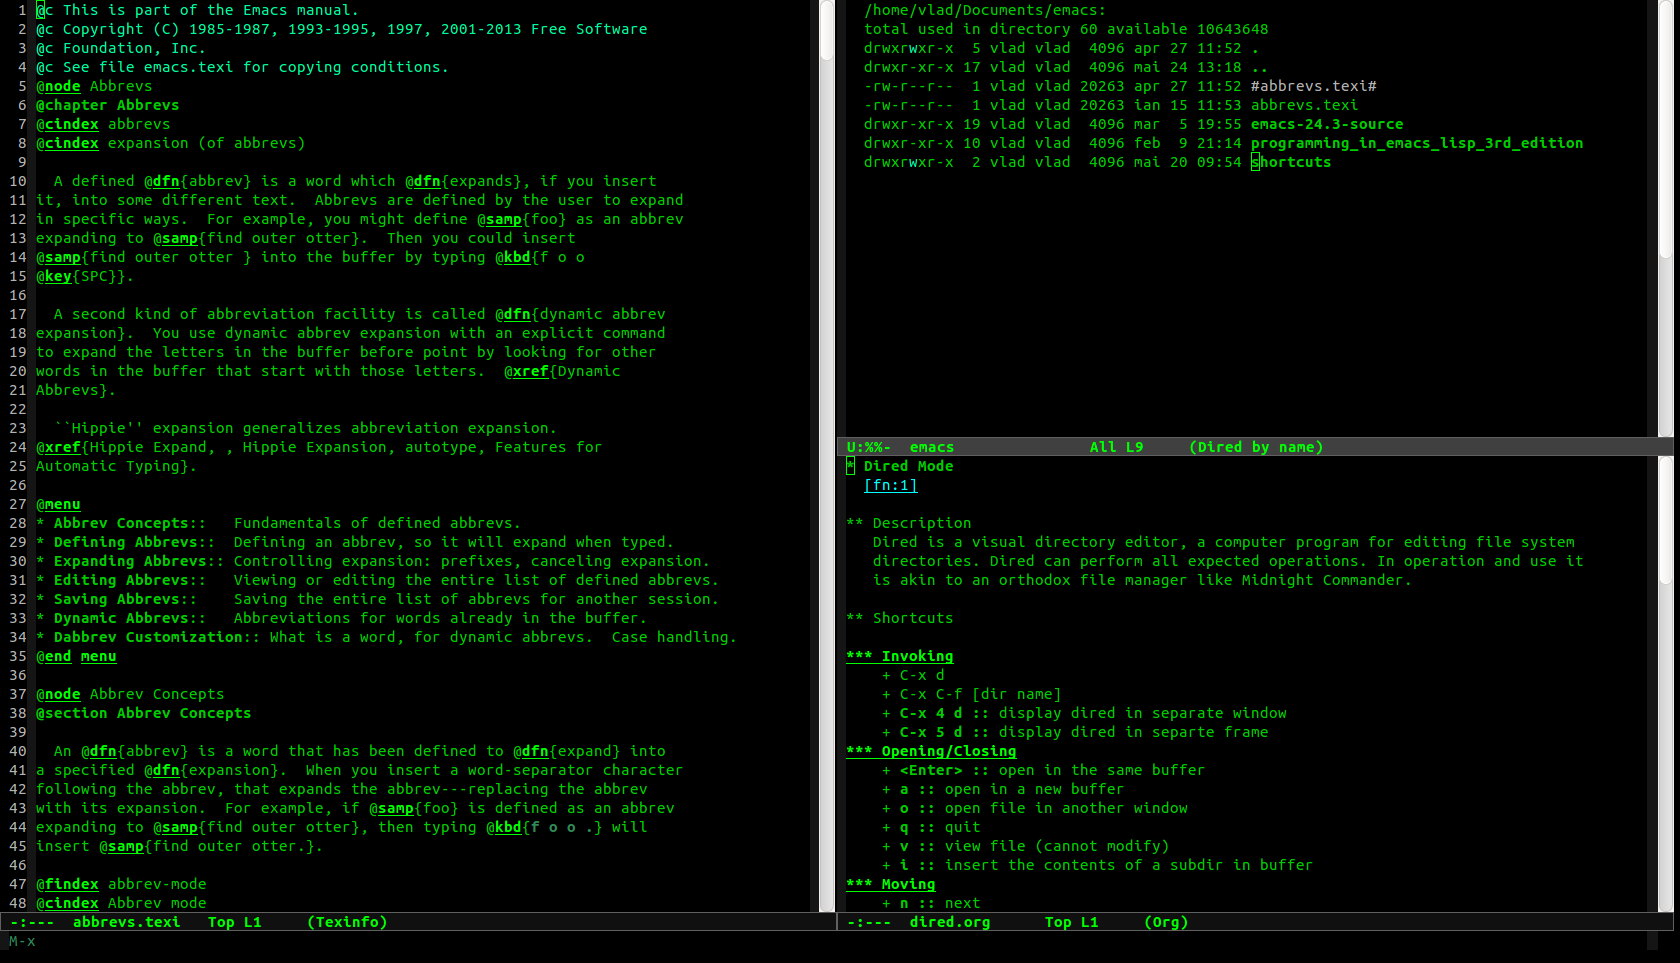 1 @c This is part of the Emacs manual.
2 @c Copyright (C) 1985-1987, 1993-1995, 1997, 2001-2013 Free Software
3 @c Foundation, Inc.
4 @c See file emacs.texi for copying conditions.
5 @node Abbrevs
6 @chapter Abbrevs
7 @cindex abbrevs
8 @cindex expansion (of abbrevs)
9
10   A defined @dfn{abbrev} is a word which @dfn{expands}, if you insert
11 it, into some different text.  Abbrevs are defined by the user to expand
12 in specific ways.  For example, you might define @samp{foo} as an abbrev
13 expanding to @samp{find outer otter}.  Then you could insert
14 @samp{find outer otter } into the buffer by typing @kbd{f o o
15 @key{SPC}}.
16
17   A second kind of abbreviation facility is called @dfn{dynamic abbrev
18 expansion}.  You use dynamic abbrev expansion with an explicit command
19 to expand the letters in the buffer before point by looking for other
20 words in the buffer that start with those letters.  @xref{Dynamic
21 Abbrevs}.
22
23   ``Hippie'' expansion generalizes abbreviation expansion.
24 @xref{Hippie Expand, , Hippie Expansion, autotype, Features for
25 Automatic Typing}.
26
27 @menu
28 * Abbrev Concepts::   Fundamentals of defined abbrevs.
29 * Defining Abbrevs::  Defining an abbrev, so it will expand when typed.
30 * Expanding Abbrevs:: Controlling expansion: prefixes, canceling expansion.
31 * Editing Abbrevs::   Viewing or editing the entire list of defined abbrevs.
32 * Saving Abbrevs::    Saving the entire list of abbrevs for another session.
33 * Dynamic Abbrevs::   Abbreviations for words already in the buffer.
34 * Dabbrev Customization:: What is a word, for dynamic abbrevs.  Case handling.
35 @end menu
36
37 @node Abbrev Concepts
38 @section Abbrev Concepts
39
40   An @dfn{abbrev} is a word that has been defined to @dfn{expand} into
41 a specified @dfn{expansion}.  When you insert a word-separator character
42 following the abbrev, that expands the abbrev---replacing the abbrev
43 with its expansion.  For example, if @samp{foo} is defined as an abbrev
44 expanding to @samp{find outer otter}, then typing @kbd{f o o .} will
45 insert @samp{find outer otter.}.
46
47 @findex abbrev-mode
48 @cindex Abbrev mode
-:---  abbrevs.texi   Top L1     (Texinfo)
/home/vlad/Documents/emacs:
total used in directory 60 available 10643648
drwxrwxr-x  5 vlad vlad  4096 apr 27 11:52 .
drwxr-xr-x 17 vlad vlad  4096 mai 24 13:18 ..
-rw-r--r--  1 vlad vlad 20263 apr 27 11:52 #abbrevs.texi#
-rw-r--r--  1 vlad vlad 20263 ian 15 11:53 abbrevs.texi
drwxr-xr-x 19 vlad vlad  4096 mar  5 19:55 emacs-24.3-source
drwxr-xr-x 10 vlad vlad  4096 feb  9 21:14 programming_in_emacs_lisp_3rd_edition
drwxrwxr-x  2 vlad vlad  4096 mai 20 09:54 shortcuts
U:%%-  emacs               All L9     (Dired by name)
* Dired Mode
[fn:1]
** Description
Dired is a visual directory editor, a computer program for editing file system
directories. Dired can perform all expected operations. In operation and use it
is akin to an orthodox file manager like Midnight Commander.
** Shortcuts
*** Invoking
+ C-x d
+ C-x C-f [dir name]
+ C-x 4 d :: display dired in separate window
+ C-x 5 d :: display dired in separte frame
*** Opening/Closing
+ <Enter> :: open in the same buffer
+ a :: open in a new buffer
+ o :: open file in another window
+ q :: quit
+ v :: view file (cannot modify)
+ i :: insert the contents of a subdir in buffer
*** Moving
+ n :: next
-:---  dired.org      Top L1     (Org)
M-x